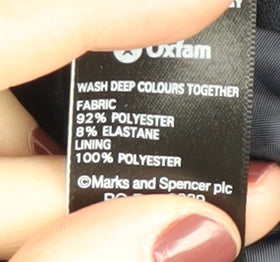 Oxfam
WASH DEEP COLOURS TOGETHER
FABRIC
92% POLYESTER
8% ELASTANE
LINING
100% POLYESTER
©Marks and Spencer plc